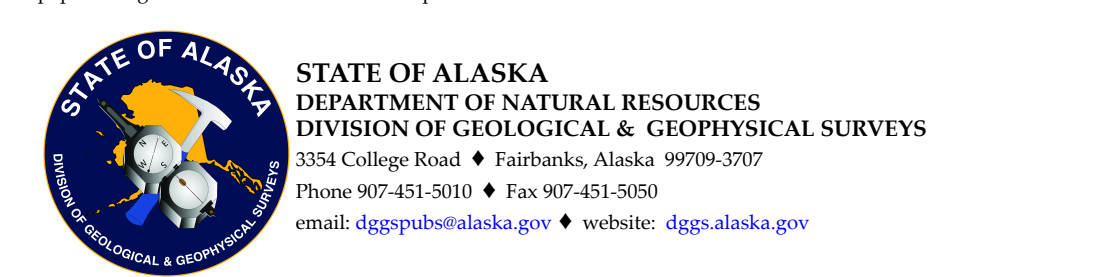 STATE OF ALASKA
DIVISION OF GEOLOGICAL & GEOPHYSICAL SURVEYS
N
E
S
W
STATE OF ALASKA
DEPARTMENT OF NATURAL RESOURCES
DIVISION OF GEOLOGICAL & GEOPHYSICAL SURVEYS
3354 College Road ♦ Fairbanks, Alaska 99709-3707
Phone 907-451-5010 ♦ Fax 907-451-5050
email: dggspubs@alaska.gov ♦ website: dggs.alaska.gov